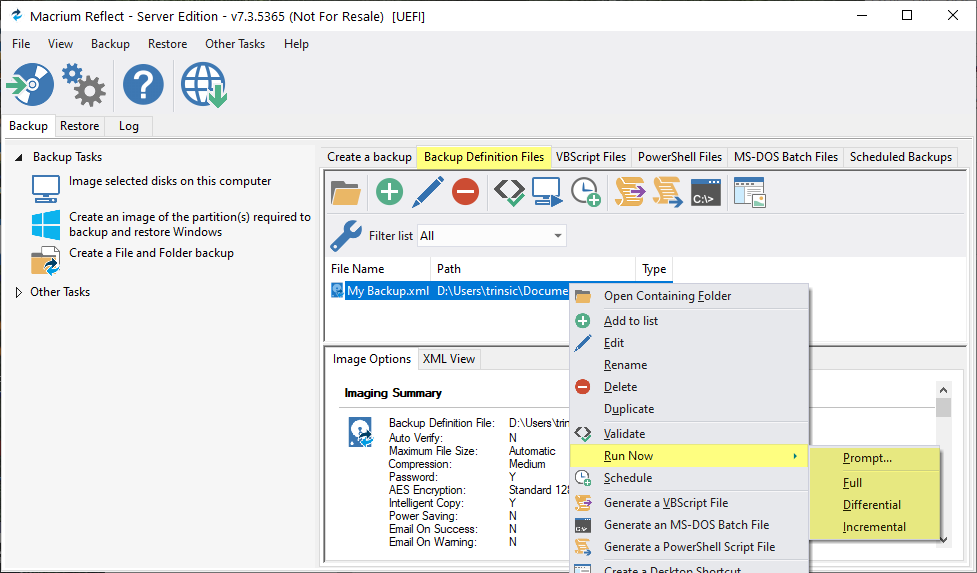 Macrium Reflect - Server Edition - v7.3.5365 (Not For Resale) [UEFI]
File View Backup Restore Other Tasks Help
Backup Restore Log
Backup Tasks
Image selected disks on this computer
Create an image of the partition(s) required to
backup and restore Windows
Create a File and Folder backup
Other Tasks
Create a backup Backup Definition Files VBScript Files PowerShell Files MS-DOS Batch Files Scheduled Backups
C:\>
Filter list All
File Name Path Type
My Backup.xml D:\Users\trinsic\Docume
Open Containing Folder
Add to list
Edit
Rename
Delete
Duplicate
Validate
Run Now
Schedule
Generate a VBScript File
Generate an MS-DOS Batch File
Generate a PowerShell Script File
Create a Desktop Shortcut
Prompt...
Full
Differential
Incremental
Image Options XML View
Imaging Summary
Backup Definition File: D:\Users\trin
Auto Verify: N
Maximum File Size: Automatic
Compression: Medium
Password: Y
AES Encryption: Standard 128
Intelligent Copy: Y
Power Saving: N
Email On Success: N
Email On Warning: N